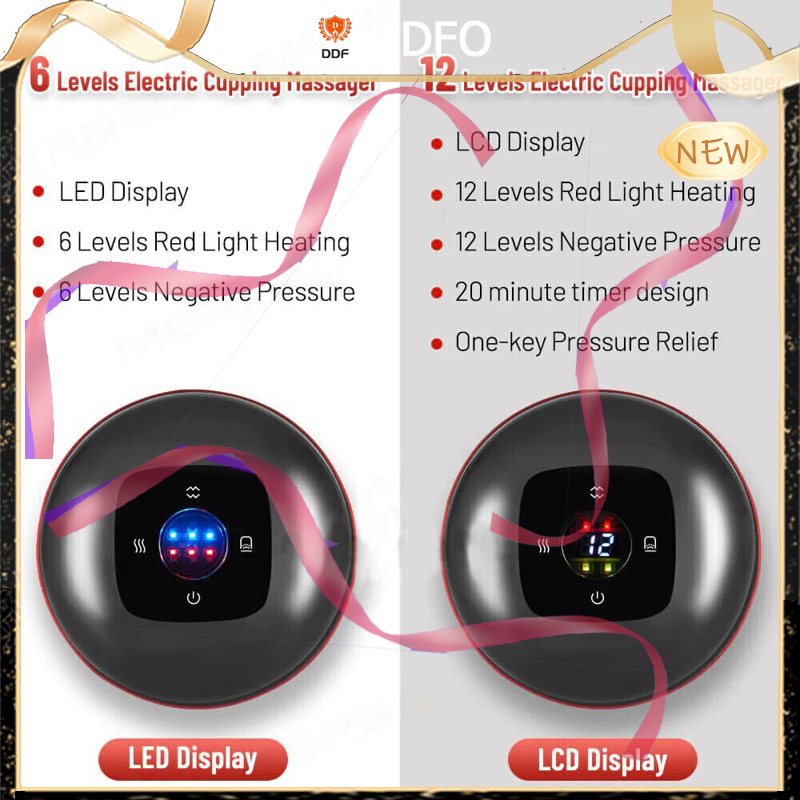 DDF
DFO
6 Levels Electric Cupping Massager
LED Display
6 Levels Red Light Heating
6 Levels Negative Pressure
LED Display
12 Levels Electric Cupping Massager
NEW
LCD Display
12 Levels Red Light Heating
12 Levels Negative Pressure
20 minute timer design
One-key Pressure Relief
12
LCD Display